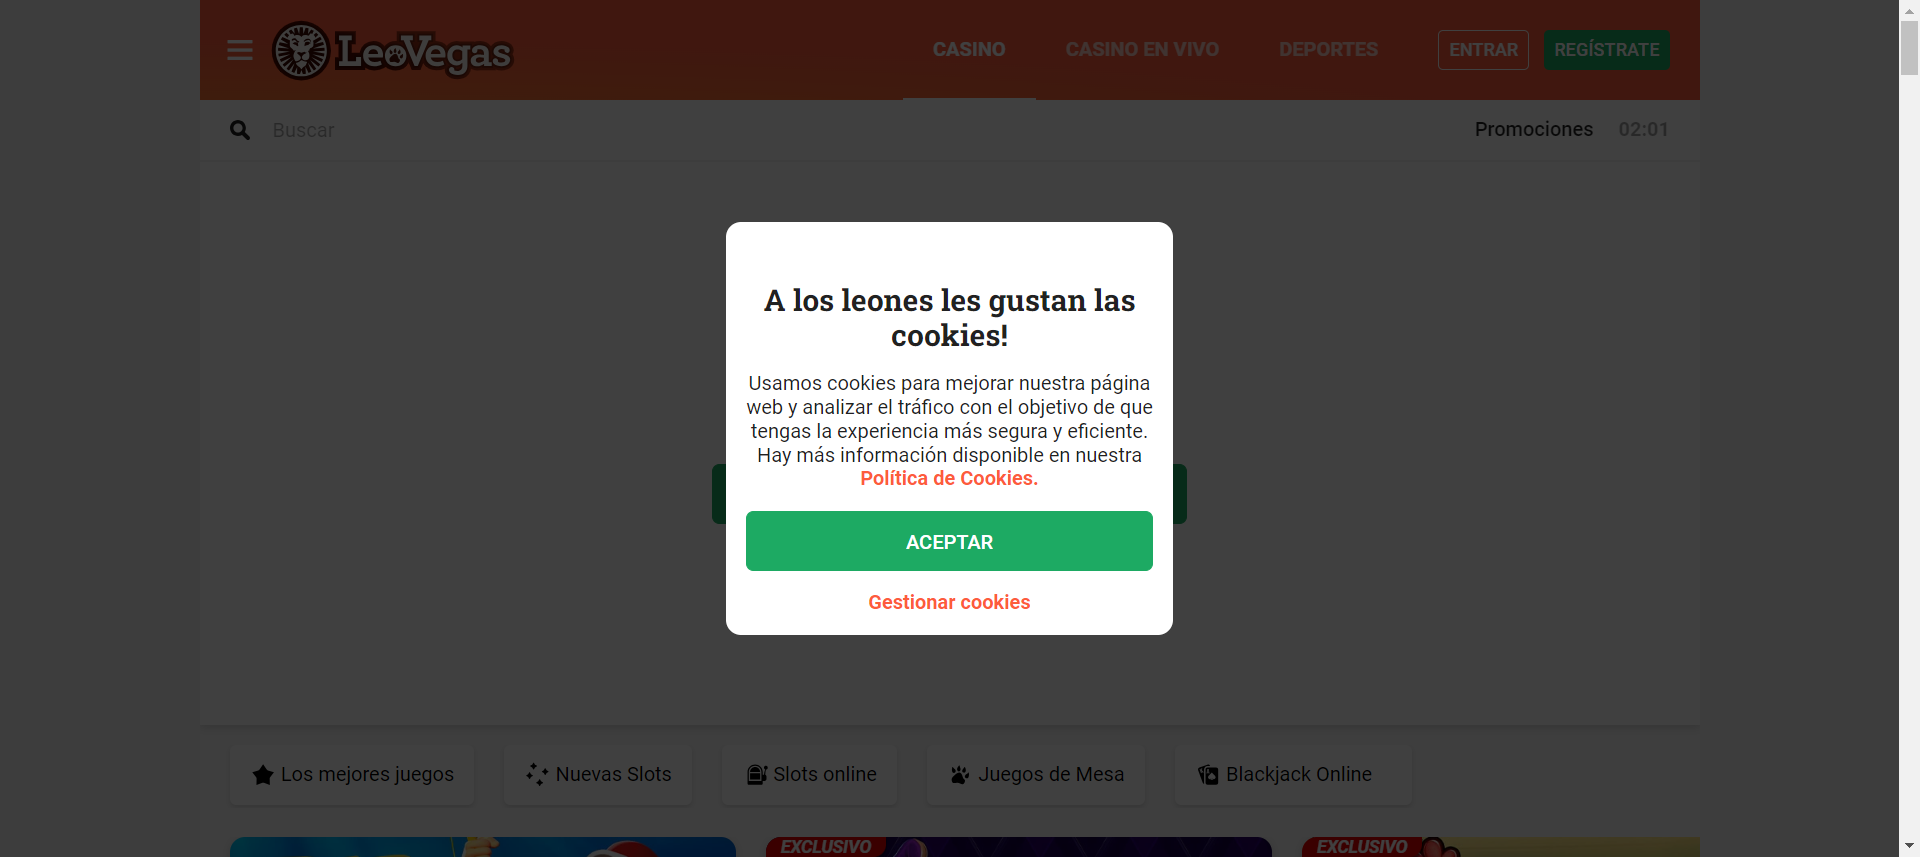 LeoVegas
CASINO
CASINO EN VIVO
DEPORTES
ENTRAR
REGÍSTRATE
Buscar
Promociones
02:01
A los leones les gustan las
cookies!
Usamos cookies para mejorar nuestra página
web y analizar el tráfico con el objetivo de que
tengas la experiencia más segura y eficiente.
Hay más información disponible en nuestra
Política de Cookies.
ACEPTAR
Gestionar cookies
Los mejores juegos
Nuevas Slots
Slots online
Juegos de Mesa
Blackjack Online
EXCLUSIVO
EXCLUSIVO